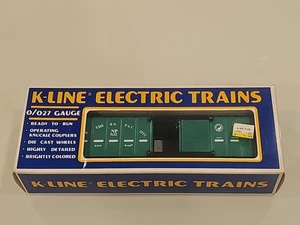 K-LINE® ELECTRIC TRAINS
O/O27 GAUGE
• READY TO RUN
• OPERATING
KNUCKLE COUPLERS
• DIE CAST WHEELS
• HIGHLY DETAILED
• BRIGHTLY COLORED
NP
K-LINE® ELECTRIC TRAINS